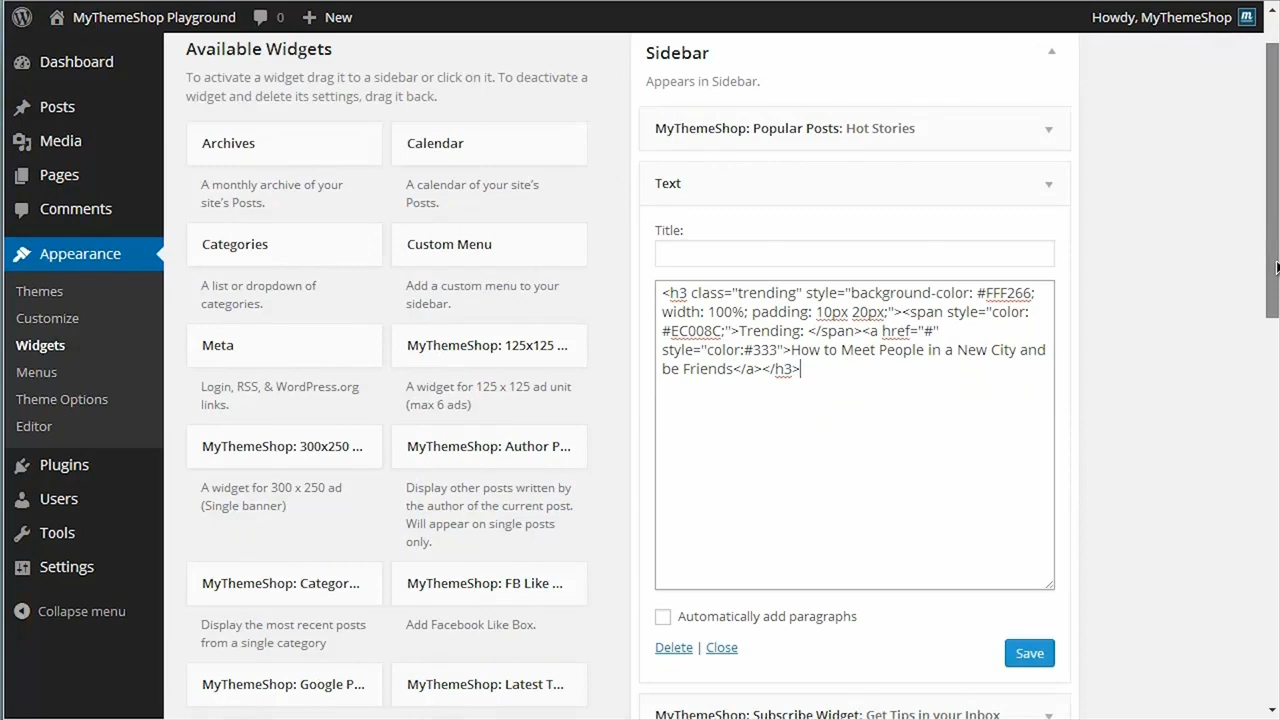 MyThemeShop Playground 0 New Howdy, MyThemeShop m
Dashboard
Posts
Media
Pages
Comments
Appearance
Themes
Customize
Widgets
Menus
Theme Options
Editor
Plugins
Users
Tools
Settings
Collapse menu
Available Widgets
To activate a widget drag it to a sidebar or click on it. To deactivate a
widget and delete its settings, drag it back.
Archives
A monthly archive of your
site's Posts.
Calendar
A calendar of your site's
Posts.
Categories
A list or dropdown of
categories.
Custom Menu
Add a custom menu to your
sidebar.
Meta
Login, RSS, & WordPress.org
links.
MyThemeShop: 125x125 ...
A widget for 125 x 125 ad unit
(max 6 ads)
MyThemeShop: 300x250 ...
A widget for 300 x 250 ad
(Single banner)
MyThemeShop: Author P...
Display other posts written by
the author of the current post.
Will appear on single posts
only.
MyThemeShop: Categor...
Display the most recent posts
from a single category
MyThemeShop: FB Like ...
Add Facebook Like Box.
MyThemeShop: Google P...
MyThemeShop: Latest T...
Sidebar
Appears in Sidebar.
MyThemeShop: Popular Posts: Hot Stories
Text
Title:
<h3 class="trending" style="background-color: #FFF266;
width: 100%; padding: 10px 20px;"><span style="color:
#EC008C;">Trending: </span><a href="#"
style="color:#333">How to Meet People in a New City and
be Friends</a></h3>
Automatically add paragraphs
Delete | Close
Save
MyThemeShop: Subscribe Widget: Get Tips in your Inbox